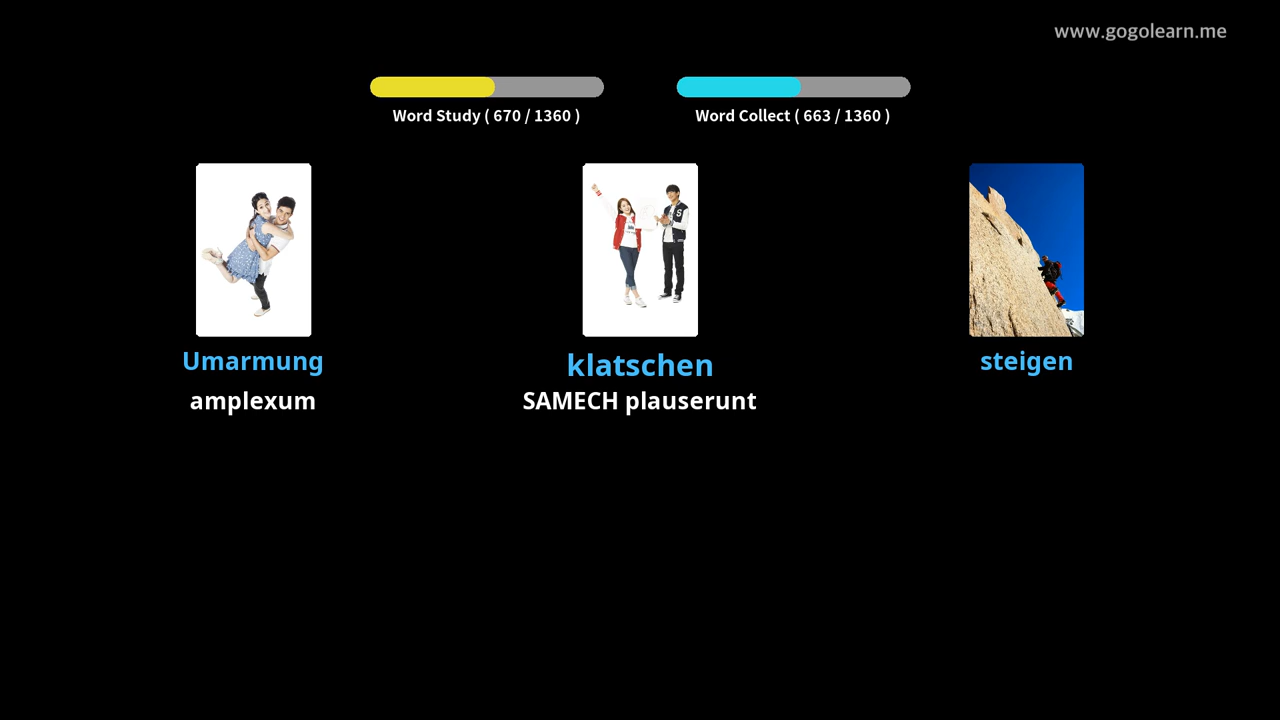 www.gogolearn.me
Word Study ( 670 / 1360 )
Word Collect ( 663 / 1360 )
Umarmung
amplexum
klatschen
SAMECH plauserunt
steigen